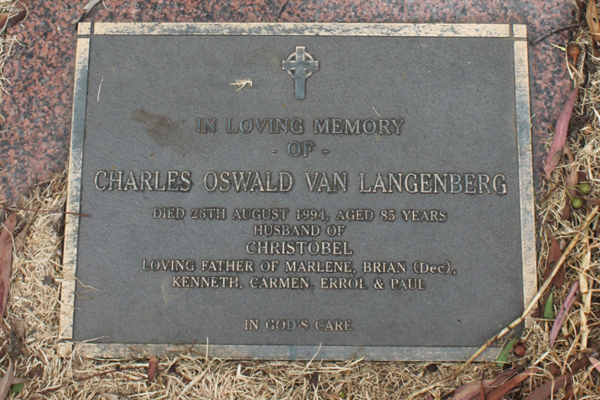 IN LOVING MEMORY
- OF -
CHARLES OSWALD VAN LANGENBERG
DIED 26TH AUGUST 1994, AGED 85 YEARS
HUSBAND OF
CHRISTOBEL
LOVING FATHER OF MARLENE, BRIAN (Dec),
KENNETH, CARMEN, ERROL & PAUL
IN GOD'S CARE